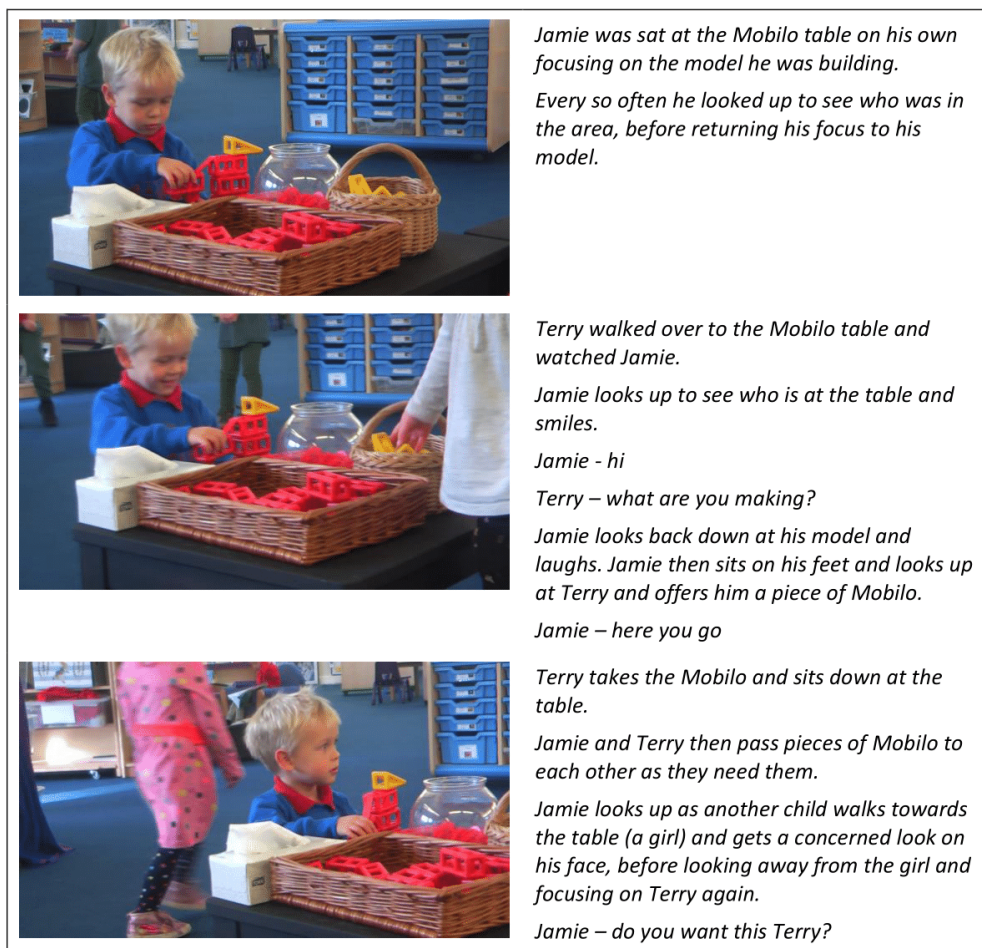 Jamie was sat at the Mobilo table on his own
focusing on the model he was building.
Every so often he looked up to see who was in
the area, before returning his focus to his
model.
Terry walked over to the Mobilo table and
watched Jamie.
Jamie looks up to see who is at the table and
smiles.
Jamie - hi
Terry – what are you making?
Jamie looks back down at his model and
laughs. Jamie then sits on his feet and looks up
at Terry and offers him a piece of Mobilo.
Jamie – here you go
Terry takes the Mobilo and sits down at the
table.
Jamie and Terry then pass pieces of Mobilo to
each other as they need them.
Jamie looks up as another child walks towards
the table (a girl) and gets a concerned look on
his face, before looking away from the girl and
focusing on Terry again.
Jamie – do you want this Terry?